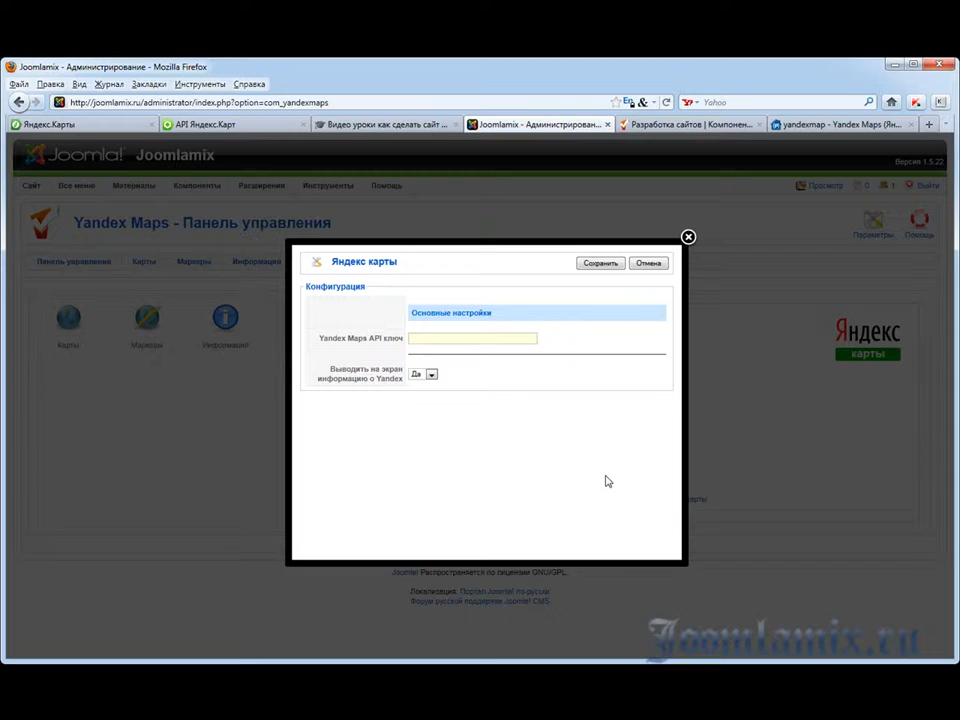 Joomlamix - Администрирование - Mozilla Firefox
Файл Правка Вид Журнал Закладки Инструменты Справка
http://joomlamix.ru/administrator/index.php?option=com_yandexmaps
Yahoo
Яндекс.Карты
API Яндекс.Карт
Видео уроки как сделать сайт ...
Joomlamix - Администрирован...
Разработка сайтов | Компонен...
yandexmap - Yandex Maps (Ян...
Joomla! Joomlamix
Версия 1.5.22
Сайт Все меню Материалы Компоненты Расширения Инструменты Помощь
Просмотр 0 1 Выйти
Yandex Maps - Панель управления
Параметры Помощь
Панель управления Карты Маркеры Информация
Яндекс карты
Сохранить Отмена
Конфигурация
Основные настройки
Yandex Maps API ключ
Выводить на экран
информацию о Yandex
Да
Карты Маркеры Информация
Яндекс
карты
Joomla! Распространяется по лицензии GNU/GPL.
Локализация: Портал Joomla! по-русски
Форум русской поддержки Joomla! CMS
Joomlamix.ru